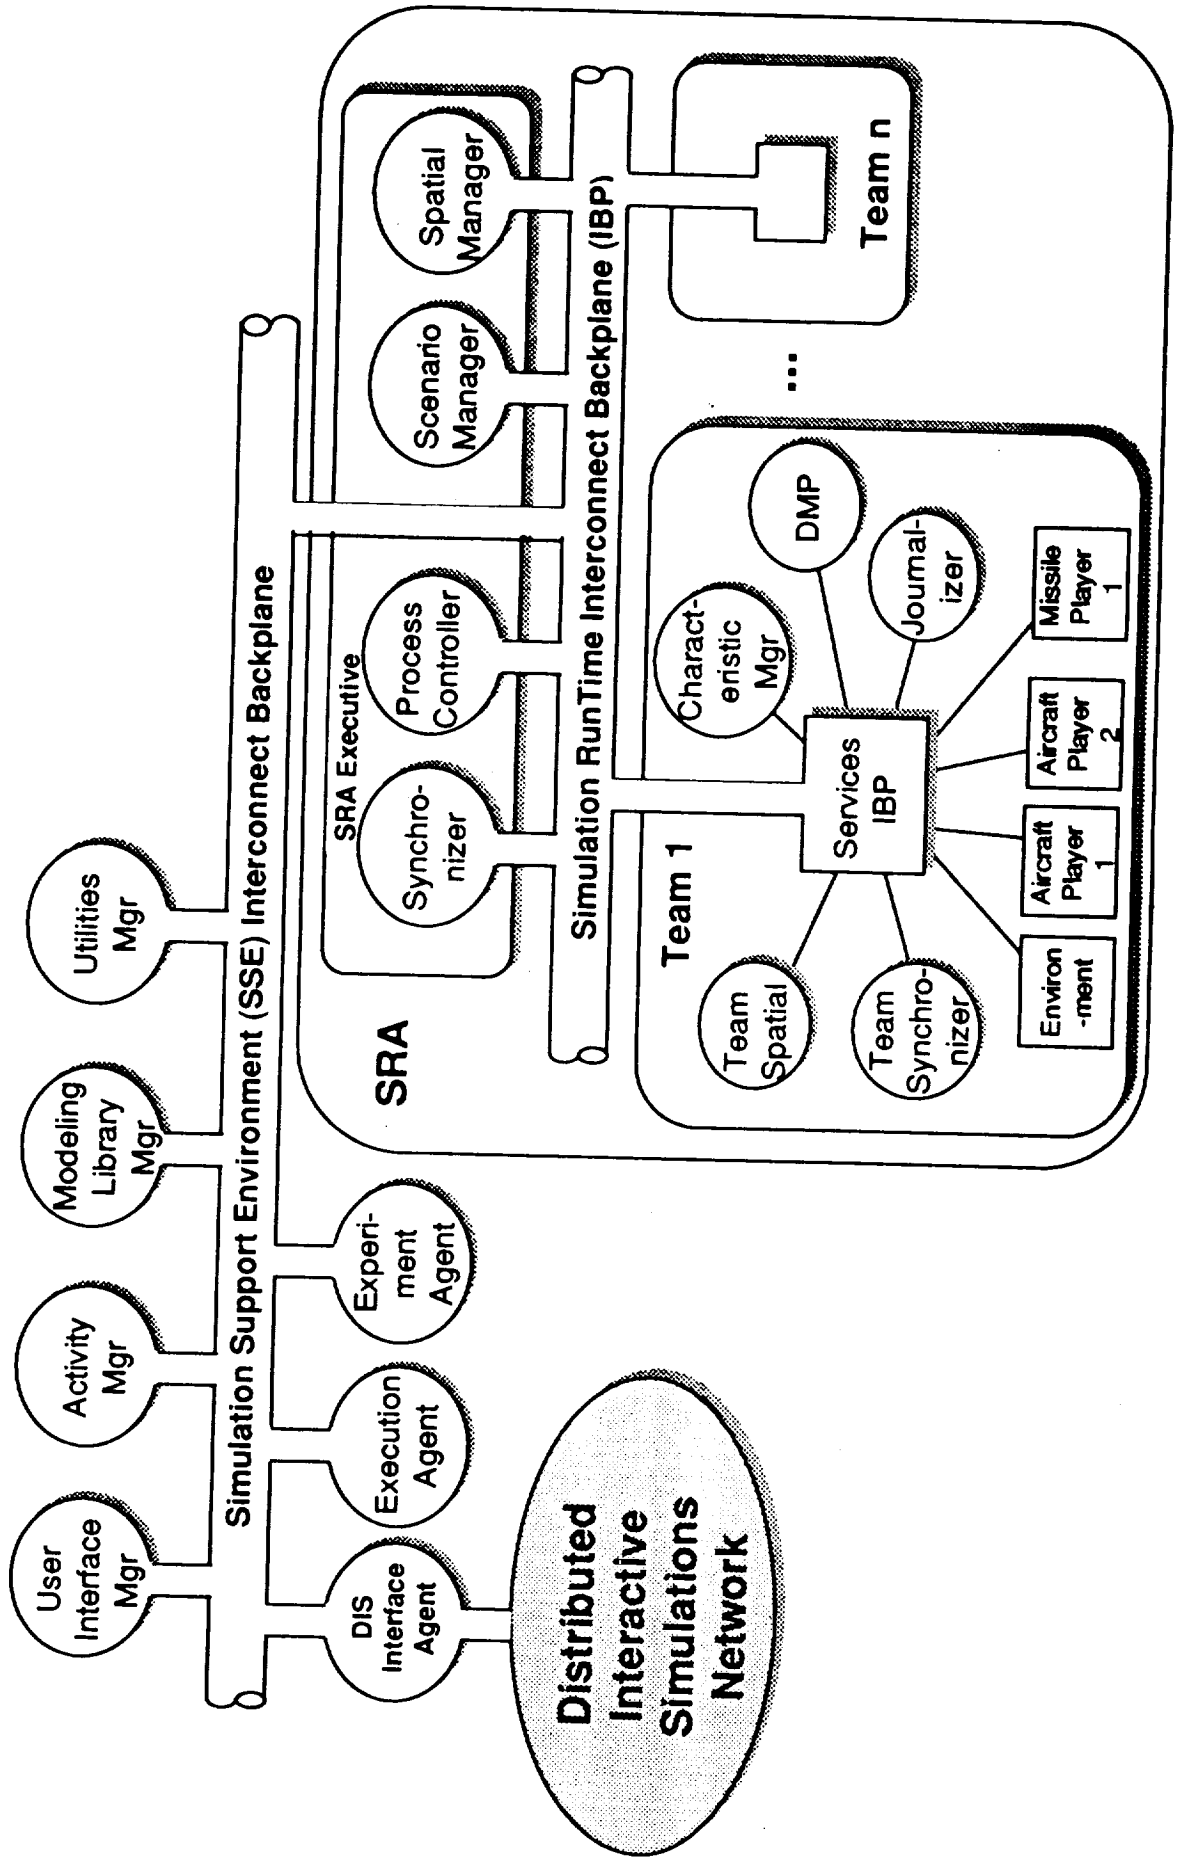 User
Interface
Mgr
Activity
Mgr
Modeling
Library
Mgr
Utilities
Mgr
Simulation Support Environment (SSE) Interconnect Backplane
DIS
Interface
Agent
Execution
Agent
Experi-
ment
Agent
Distributed
Interactive
Simulations
Network
SRA
SRA Executive
Synchro-
nizer
Process
Controller
Scenario
Manager
Spatial
Manager
Simulation RunTime Interconnect Backplane (IBP)
Team 1
Team
Spatial
Team
Synchro-
nizer
Services
IBP
Charact-
eristic
Mgr
DMP
Journal-
izer
Environ
-ment
Aircraft
Player
1
Aircraft
Player
2
Missile
Player
1
...
Team n